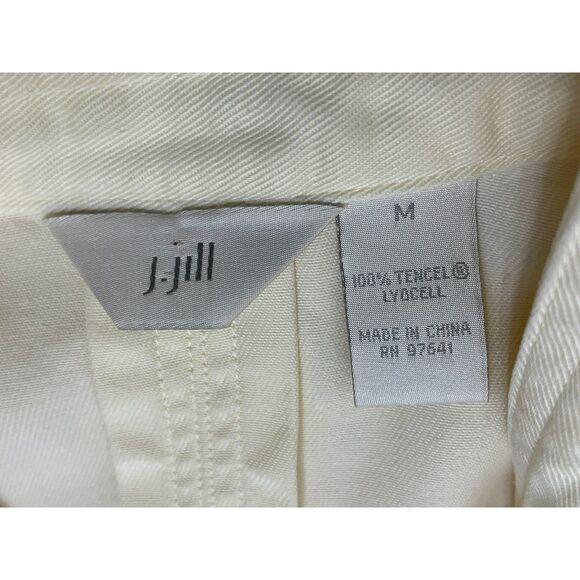 J.Jill
M
100% TENCEL®
LYOCELL
MADE IN CHINA
RN 97641